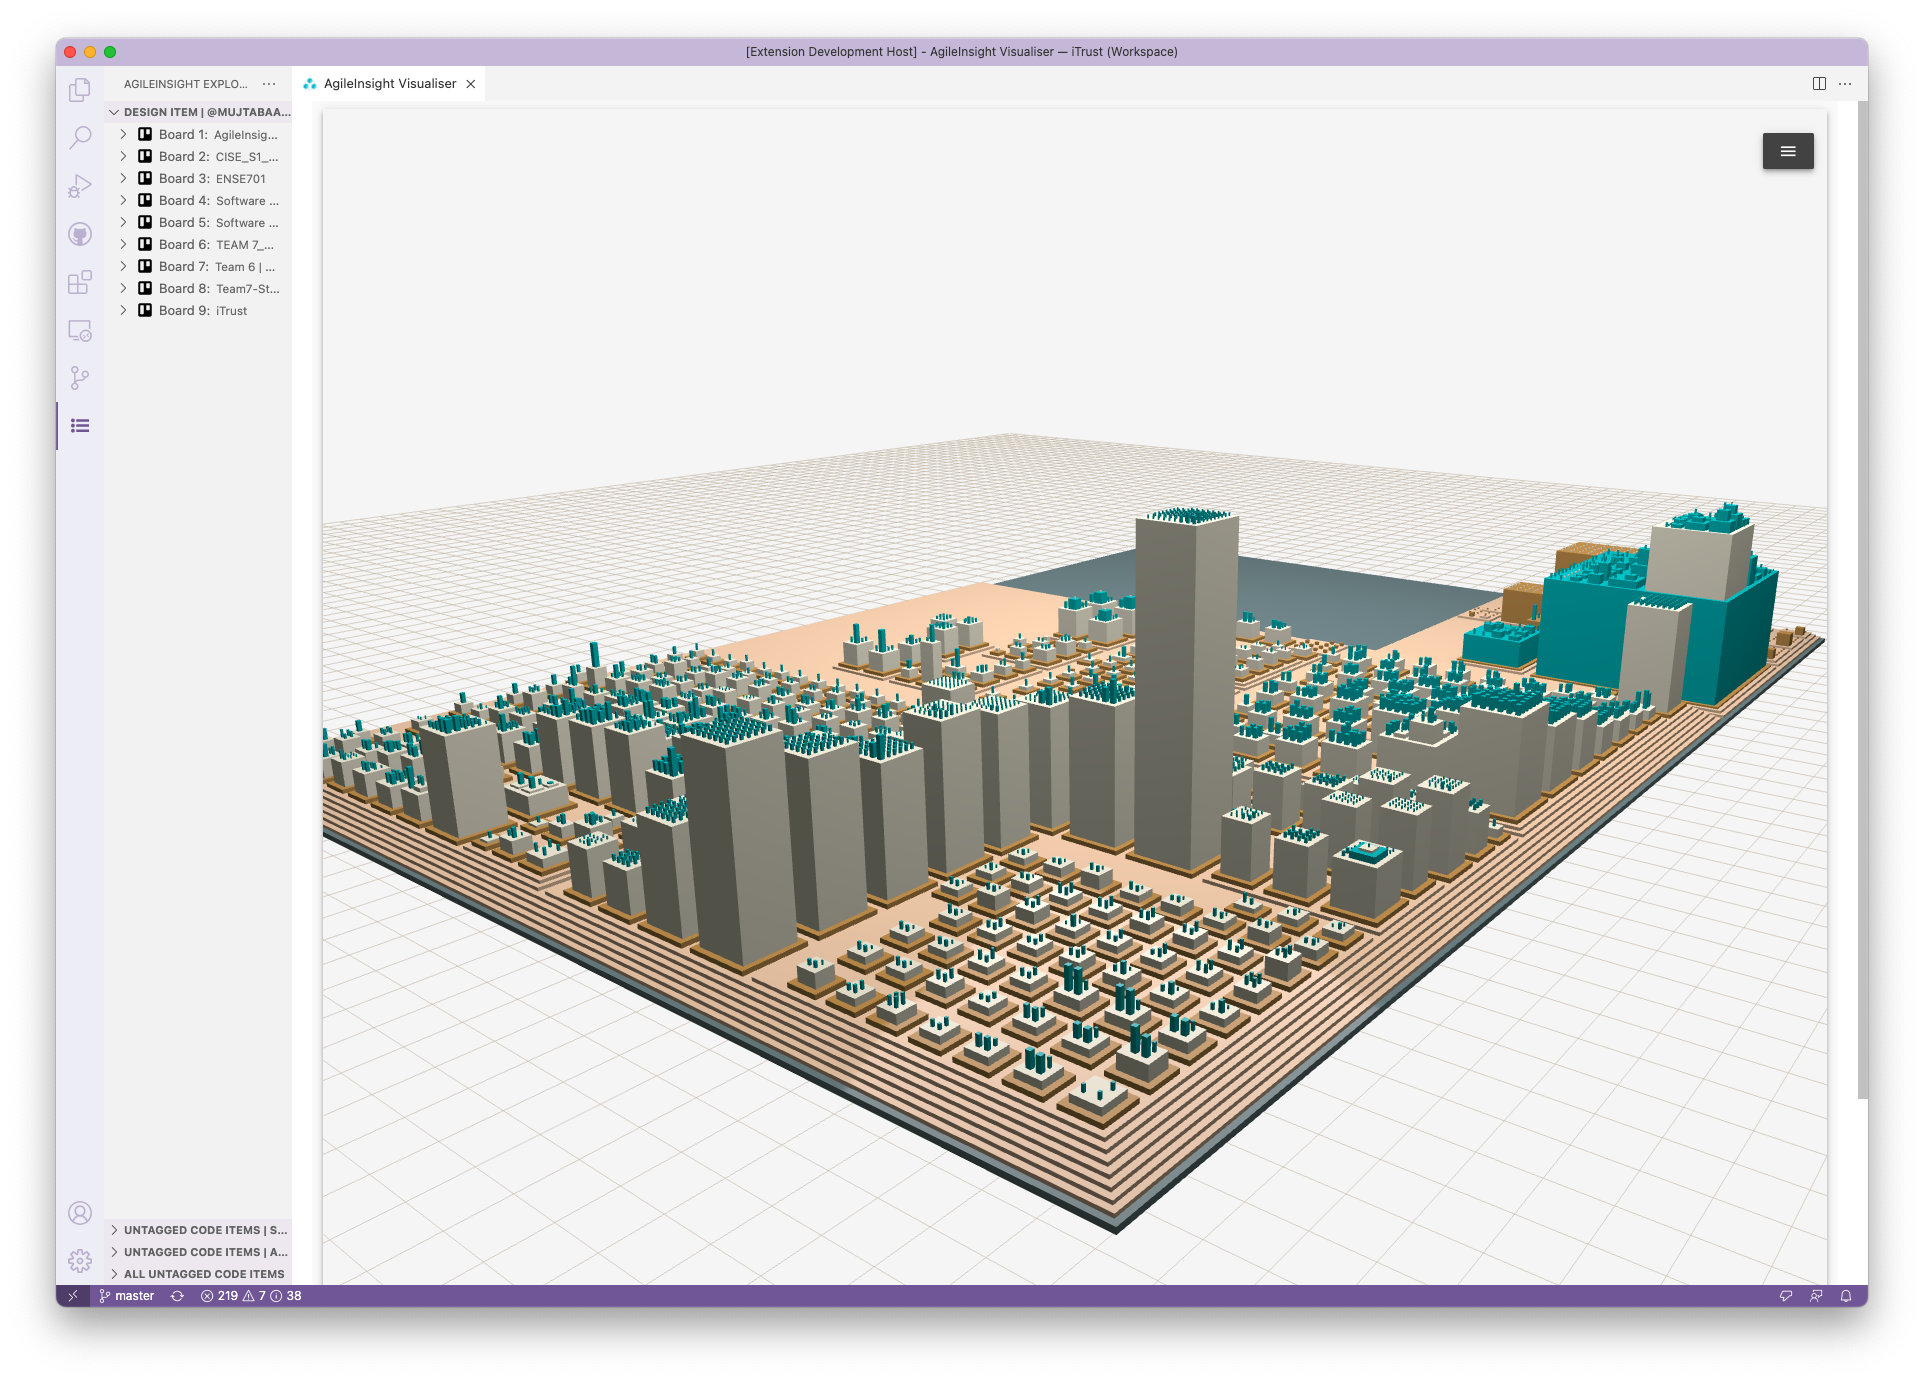 [Extension Development Host] - AgileInsight Visualiser — iTrust (Workspace)
AGILEINSIGHT EXPLO...
AgileInsight Visualiser
DESIGN ITEM | @MUJTABAA...
Board 1: AgileInsig...
Board 2: CISE_S1_...
Board 3: ENSE701
Board 4: Software ...
Board 5: Software ...
Board 6: TEAM 7_...
Board 7: Team 6 | ...
Board 8: Team7-St...
Board 9: iTrust
UNTAGGED CODE ITEMS | S...
UNTAGGED CODE ITEMS | A...
ALL UNTAGGED CODE ITEMS
master 219 7 38